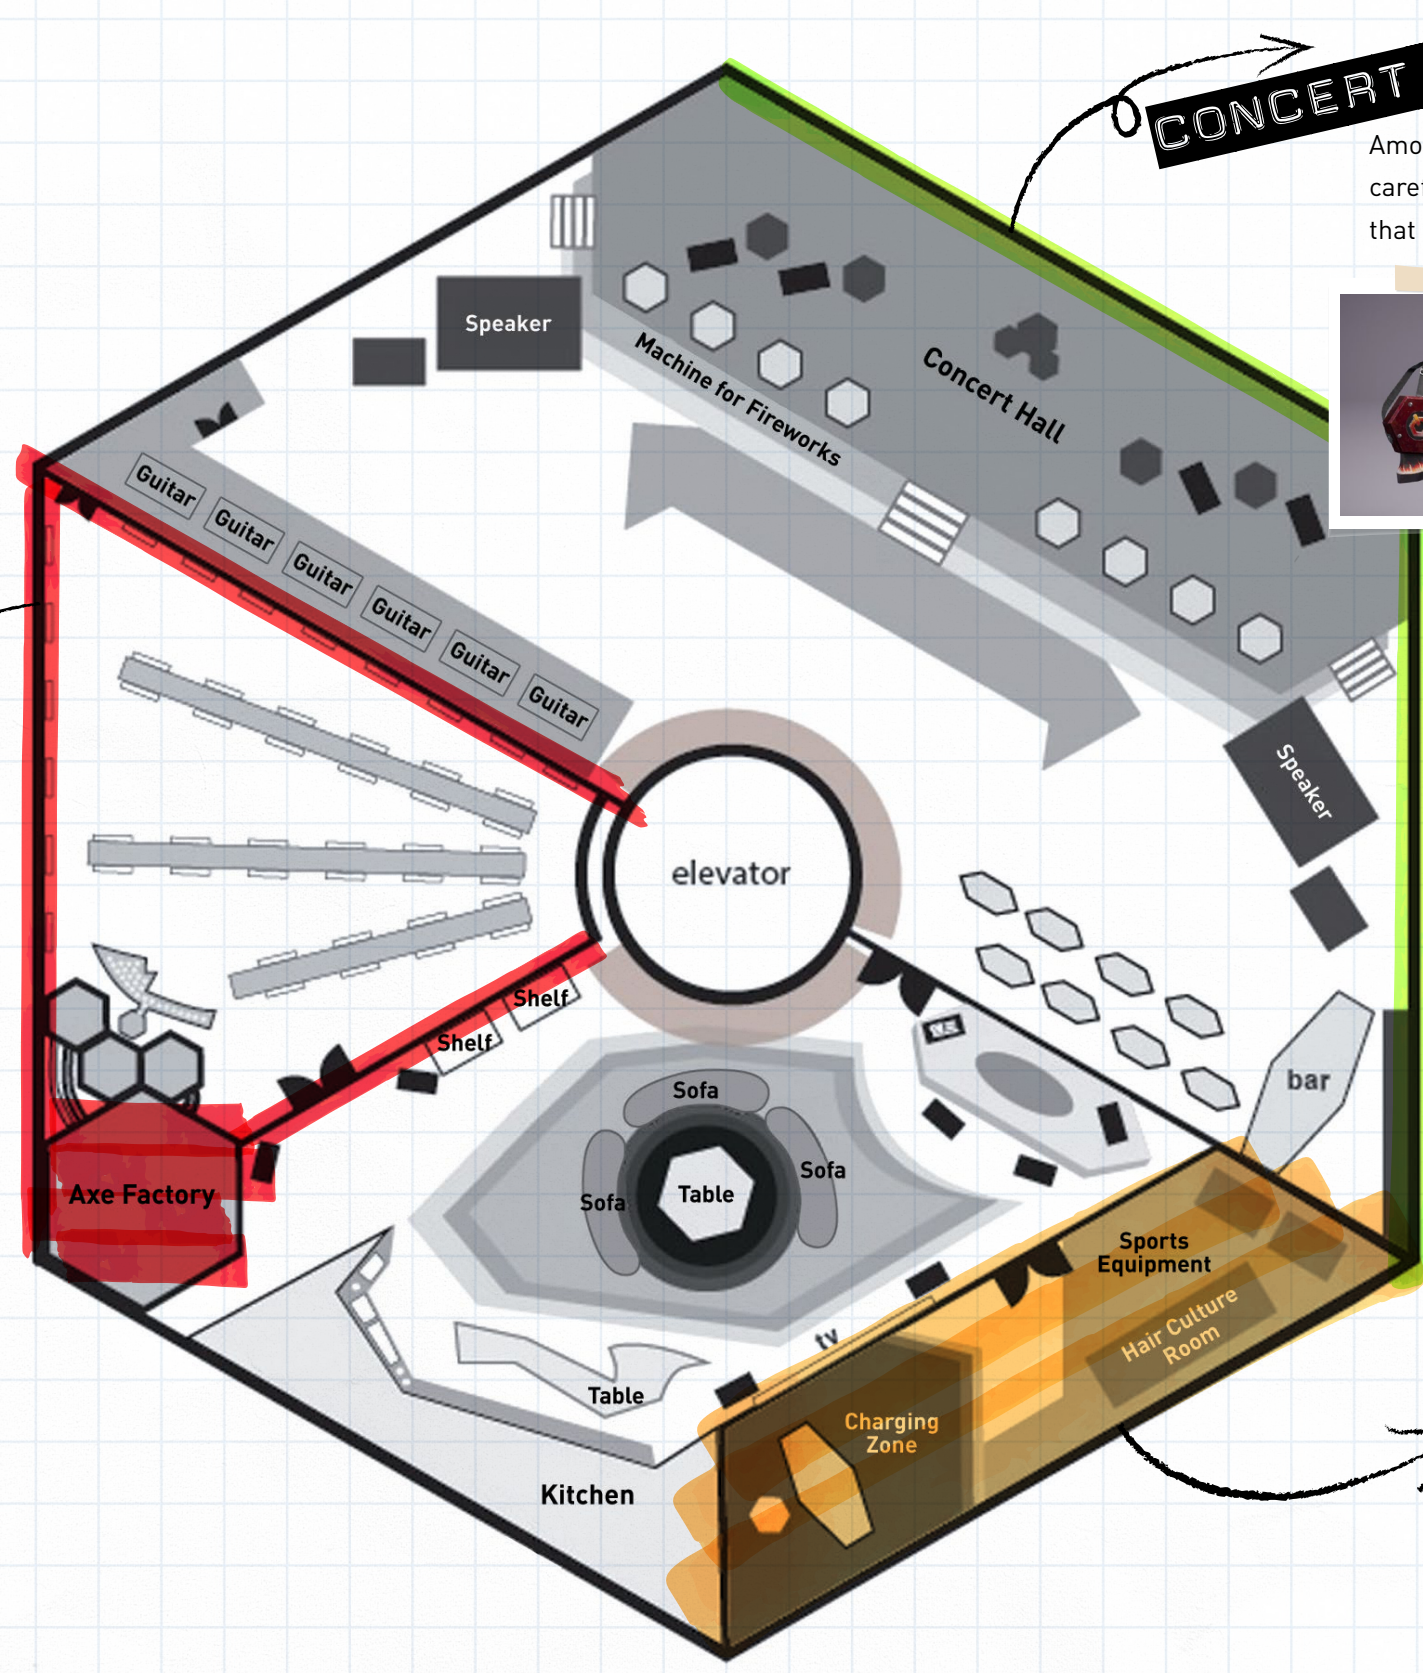 CONCERT
Amo
caret
that
Speaker
Machine for Fireworks
Concert Hall
Guitar
Guitar
Guitar
Guitar
Guitar
Guitar
Speaker
elevator
Shelf
Shelf
bar
Sofa
Sofa
Sofa
Table
Axe Factory
Sports
Equipment
Hair Culture
Room
tv
Table
Charging
Zone
Kitchen